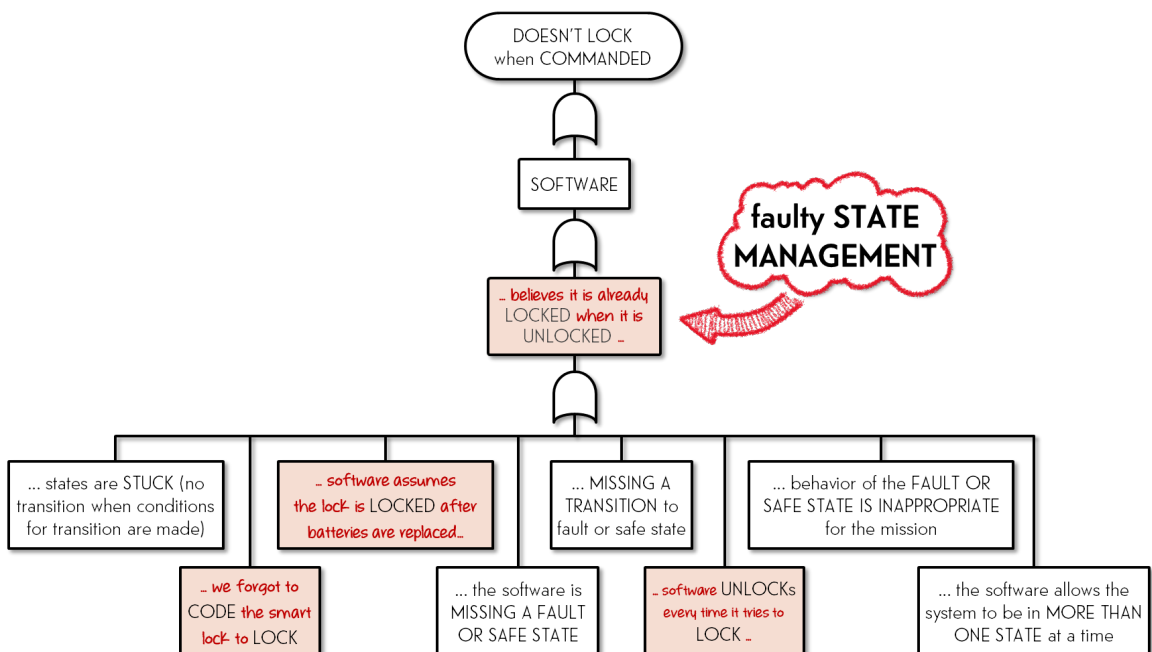 DOESN'T LOCK
when COMMANDED
SOFTWARE
faulty STATE
MANAGEMENT
... believes it is already
LOCKED when it is
UNLOCKED ...
... states are STUCK (no
transition when conditions
for transition are made)
... software assumes
the lock is LOCKED after
batteries are replaced...
... MISSING A
TRANSITION to
fault or safe state
... behavior of the FAULT OR
SAFE STATE IS INAPPROPRIATE
for the mission
... we forgot to
CODE the smart
lock to LOCK
... the software is
MISSING A FAULT
OR SAFE STATE
... software UNLOCKs
every time it tries to
LOCK ...
... the software allows the
system to be in MORE THAN
ONE STATE at a time